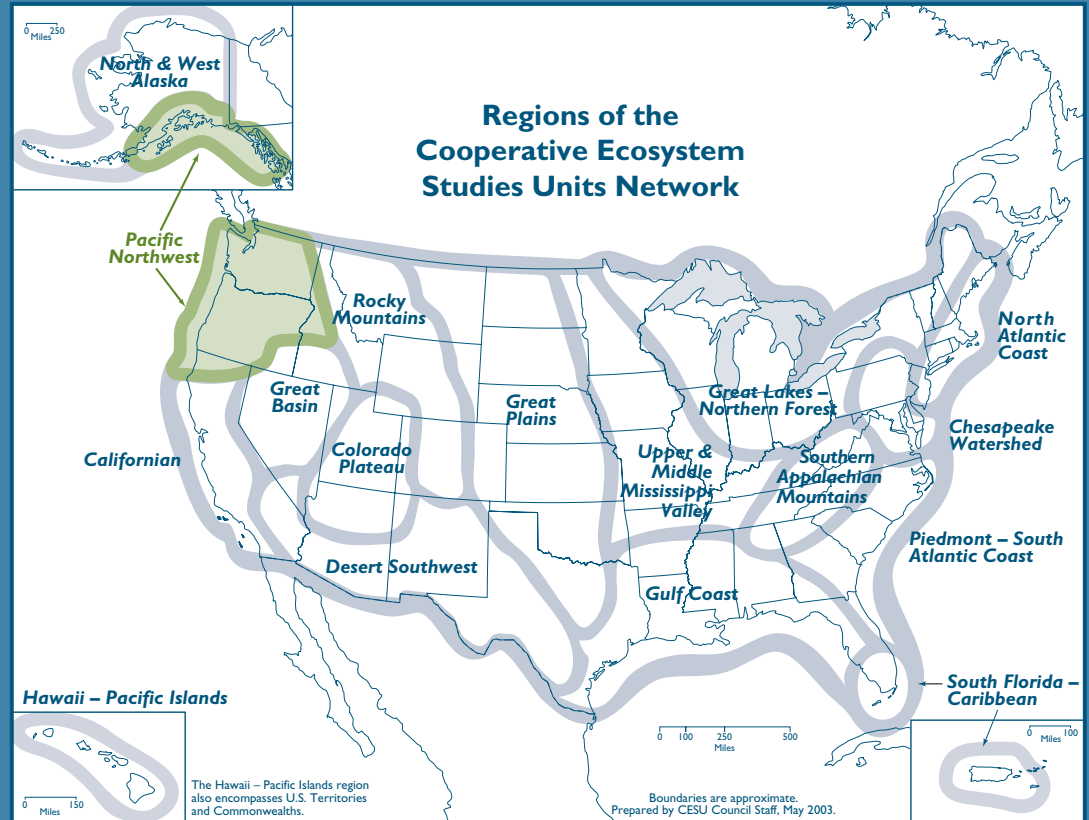 0 250
Miles
North & West
Alaska
Regions of the
Cooperative Ecosystem
Studies Units Network
Pacific
Northwest
Rocky
Mountains
North
Atlantic
Coast
Great
Basin
Great
Plains
Great Lakes –
Northern Forest
Chesapeake
Watershed
Californian
Colorado
Plateau
Upper &
Middle
Mississippi
Valley
Southern
Appalachian
Mountains
Piedmont – South
Atlantic Coast
Desert Southwest
Gulf Coast
South Florida –
Caribbean
Hawaii – Pacific Islands
0 150
Miles
The Hawaii – Pacific Islands region
also encompasses U.S. Territories
and Commonwealths.
0 100 250 500
Miles
Boundaries are approximate.
Prepared by CESU Council Staff, May 2003.
0 100
Miles